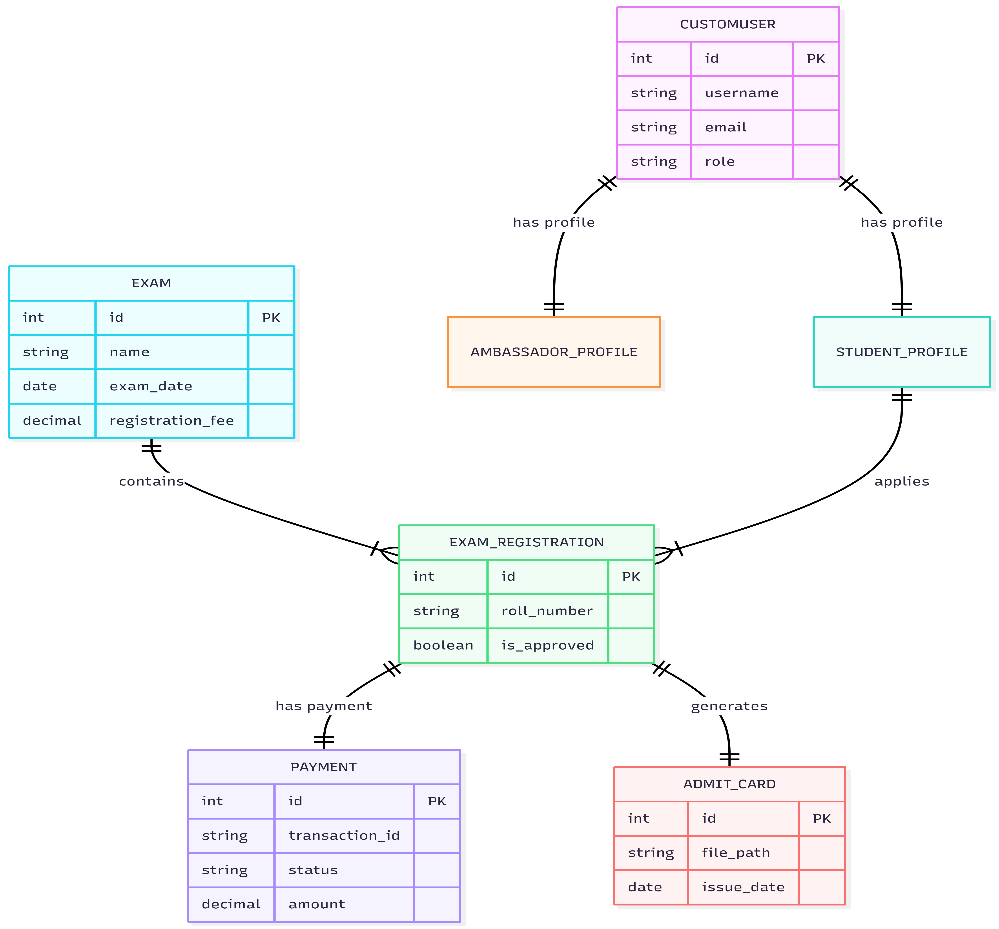 CUSTOMUSER
int id PK
string username
string email
string role
has profile
has profile
EXAM
int id PK
string name
date exam_date
decimal registration_fee
AMBASSADOR_PROFILE
STUDENT_PROFILE
contains
applies
EXAM_REGISTRATION
int id PK
string roll_number
boolean is_approved
has payment
generates
PAYMENT
int id PK
string transaction_id
string status
decimal amount
ADMIT_CARD
int id PK
string file_path
date issue_date